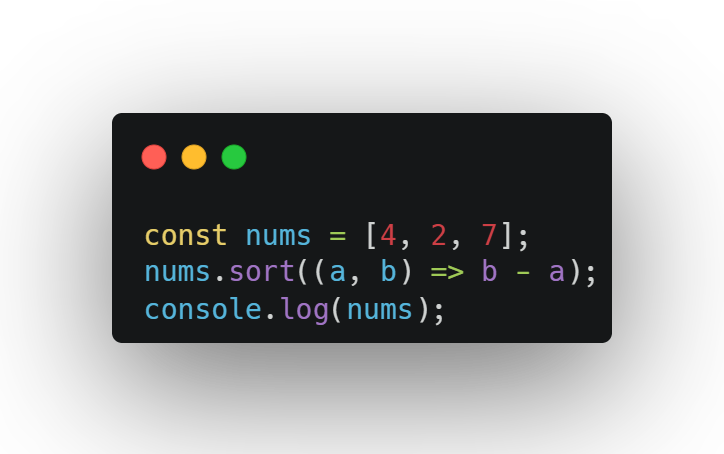 const nums = [4, 2, 7];
nums.sort((a, b) => b - a);
console.log(nums);